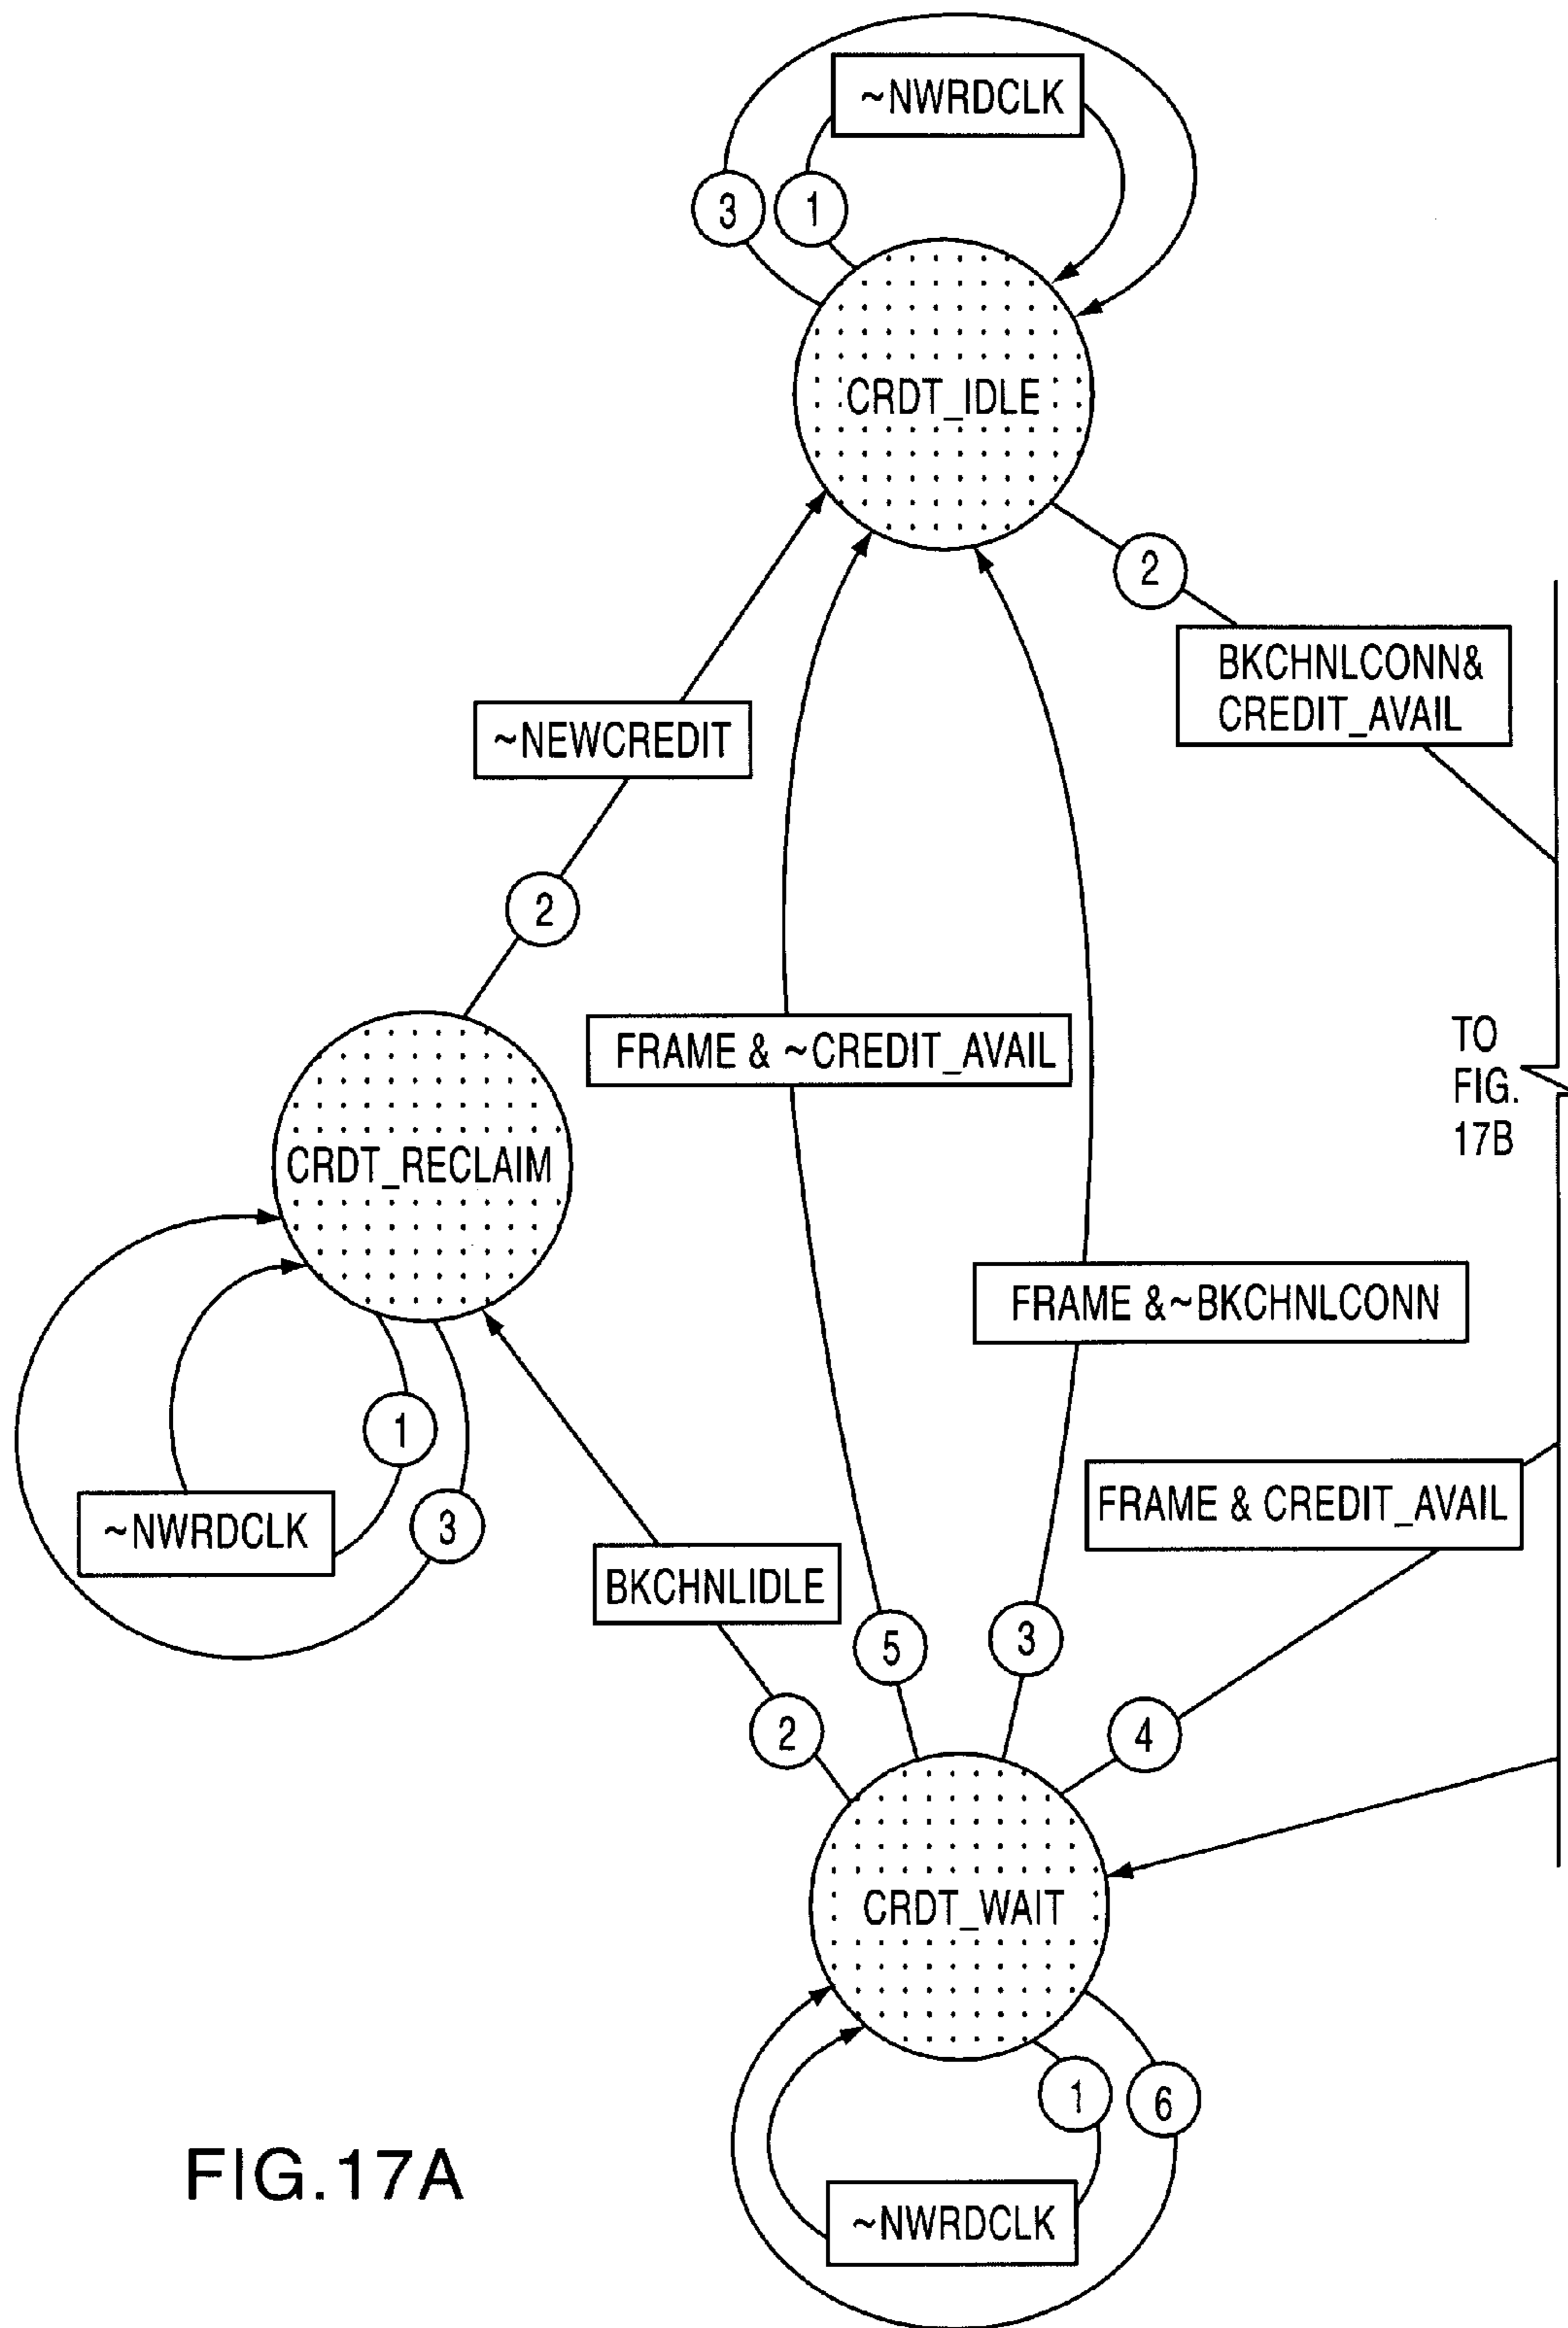 ~NWRDCLK
3
1
CRDT_IDLE
2
BKCHNLCONN&
CREDIT_AVAIL
~NEWCREDIT
2
FRAME & ~CREDIT_AVAIL
TO
FIG.
17B
CRDT_RECLAIM
FRAME &~BKCHNLCONN
1
FRAME & CREDIT_AVAIL
~NWRDCLK
3
BKCHNLIDLE
5
3
2
4
CRDT_WAIT
1
6
~NWRDCLK
FIG.17A